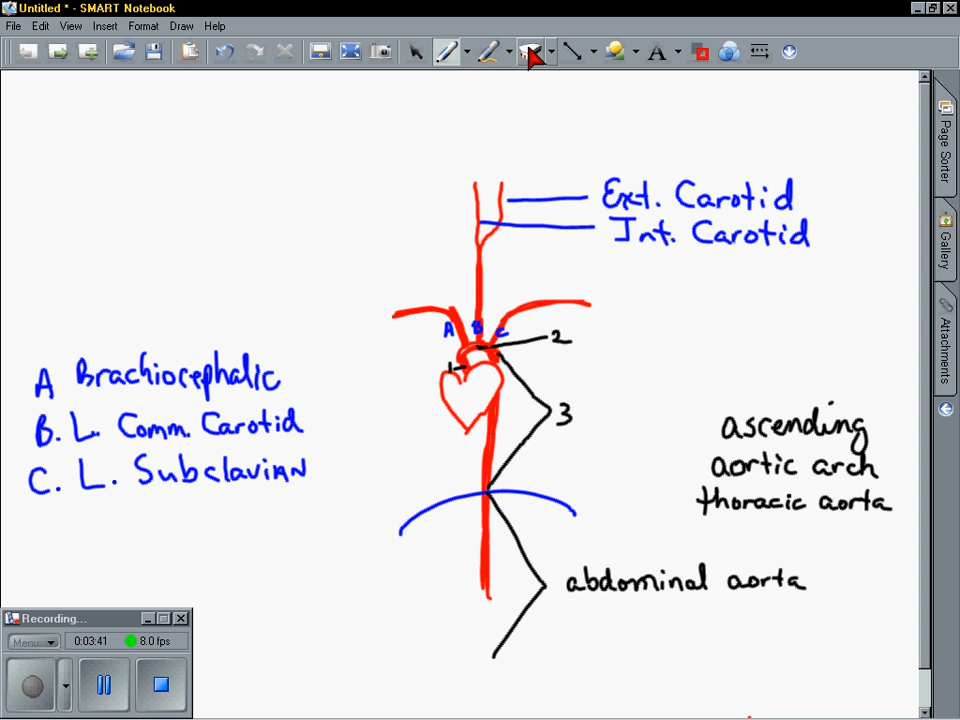 Untitled * - SMART Notebook
File Edit View Insert Format Draw Help
Page Sorter
Gallery
Attachments
Ext. Carotid
Int. Carotid
A B C
2
1
3
A Brachiocephalic
B. L. Comm. Carotid
C. L. Subclavian
ascending
aortic arch
thoracic aorta
abdominal aorta
Recording...
Menu 0:03:41 8.0 fps